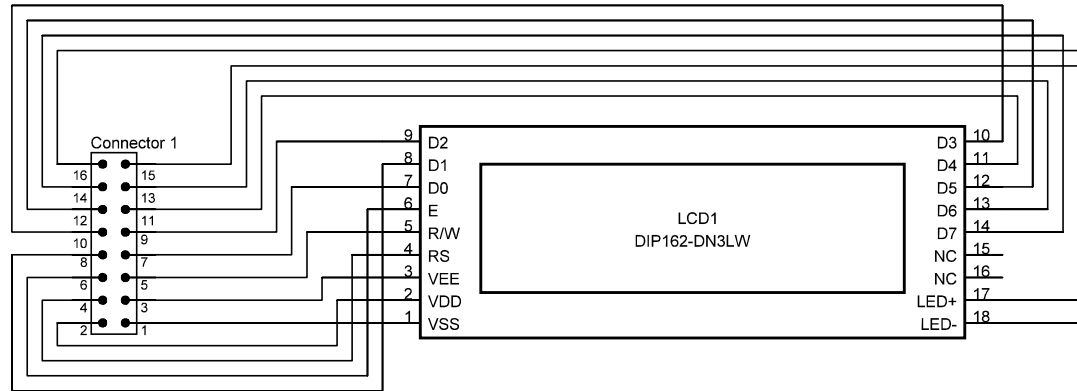 Connector 1
16 15
14 13
12 11
10 9
8 7
6 5
4 3
2 1
9 D2
8 D1
7 D0
6 E
5 R/W
4 RS
3 VEE
2 VDD
1 VSS
LCD1
DIP162-DN3LW
D3 10
D4 11
D5 12
D6 13
D7 14
NC 15
NC 16
LED+ 17
LED- 18